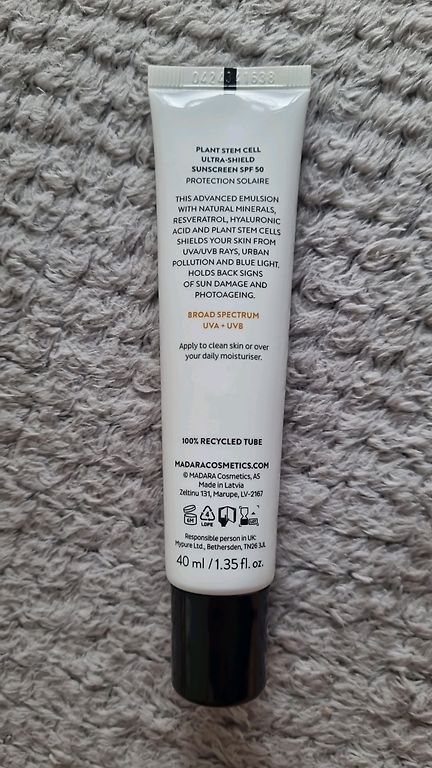 PLANT STEM CELL
ULTRA-SHIELD
SUNSCREEN SPF 50
PROTECTION SOLAIRE
THIS ADVANCED EMULSION
WITH NATURAL MINERALS,
RESVERATROL, HYALURONIC
ACID AND PLANT STEM CELLS
SHIELDS YOUR SKIN FROM
UVA/UVB RAYS, URBAN
POLLUTION AND BLUE LIGHT.
HOLDS BACK SIGNS
OF SUN DAMAGE AND
PHOTOAGEING.
BROAD SPECTRUM
UVA + UVB
Apply to clean skin or over
your daily moisturiser.
100% RECYCLED TUBE
MADARACOSMETICS.COM
© MADARA Cosmetics, AS
Made in Latvia
Zeltinu 131, Marupe, LV-2167
6M 4 LDPE
Responsible person in UK:
Mypure Ltd., Bethersden, TN26 3JL
40 ml / 1.35 fl. oz.